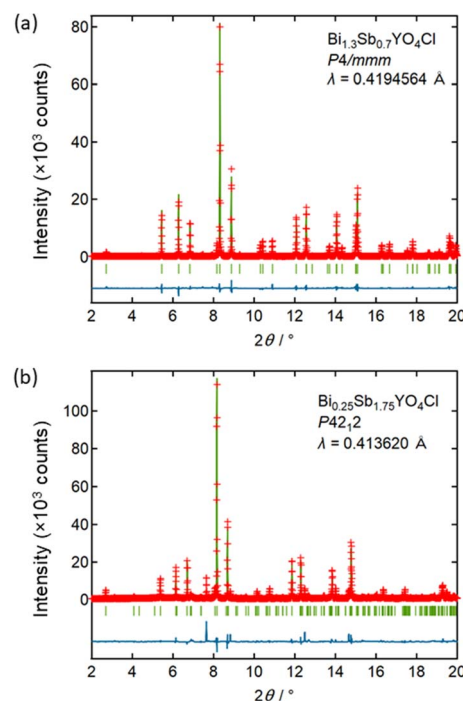 (a)
Bi₁.₃Sb₀.₇YO₄Cl
P4/mmm
λ = 0.4194564 Å
Intensity (×10³ counts)
80
60
40
20
0
2 4 6 8 10 12 14 16 18 20
2θ / °
(b)
Bi₀.₂₅Sb₁.₇₅YO₄Cl
P42₁2
λ = 0.413620 Å
Intensity (×10³ counts)
100
80
60
40
20
0
2 4 6 8 10 12 14 16 18 20
2θ / °